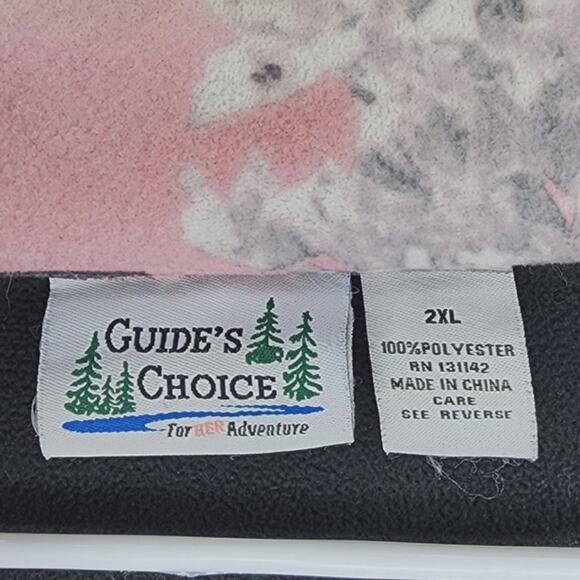 GUIDE'S
CHOICE
For HER Adventure
2XL
100%POLYESTER
RN 131142
MADE IN CHINA
CARE
SEE REVERSE